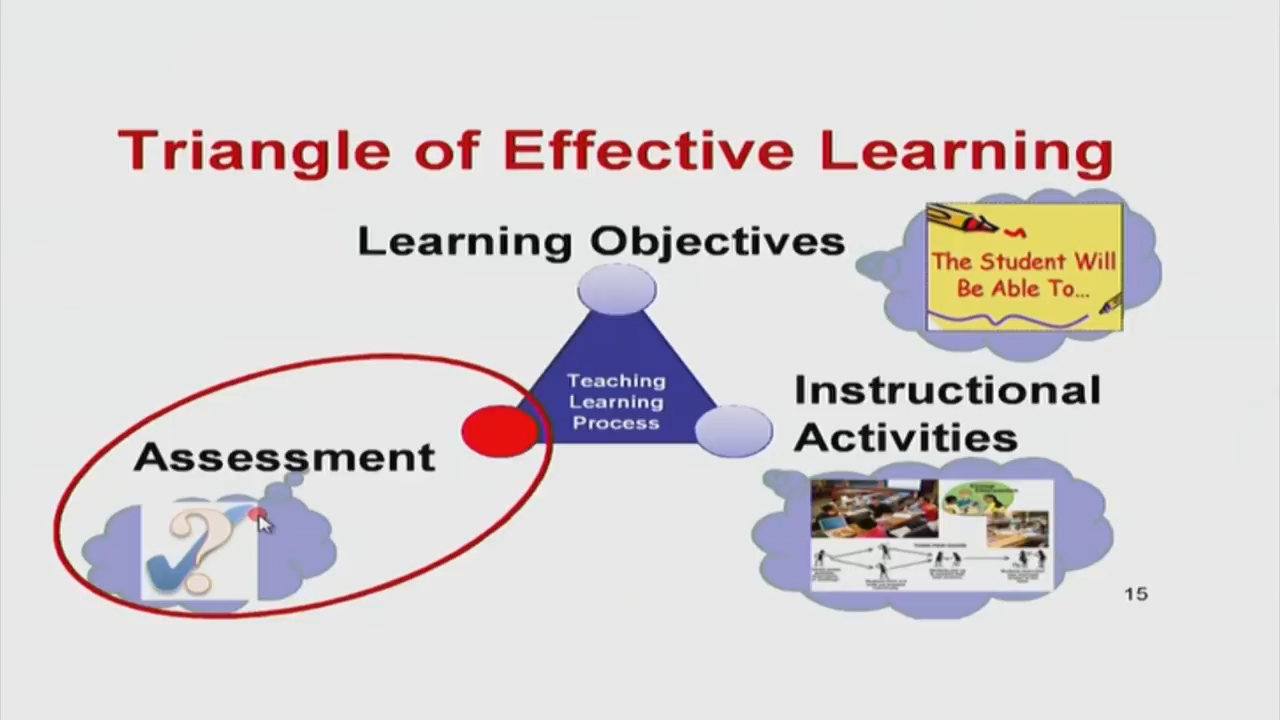 Triangle of Effective Learning
Learning Objectives
The Student Will
Be Able To...
Teaching
Learning
Process
Instructional
Activities
Assessment
15